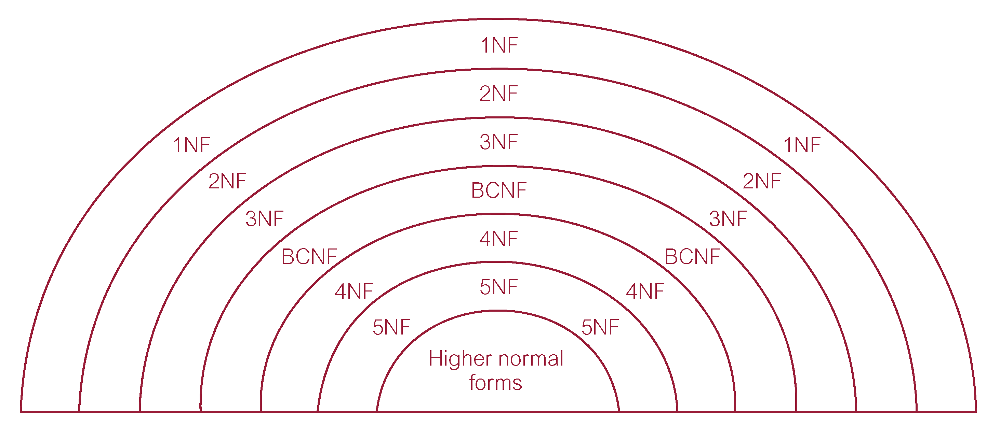 1NF
2NF
3NF
1NF
1NF
2NF
2NF
BCNF
3NF
3NF
4NF
BCNF
BCNF
5NF
4NF
4NF
5NF
5NF
Higher normal
forms